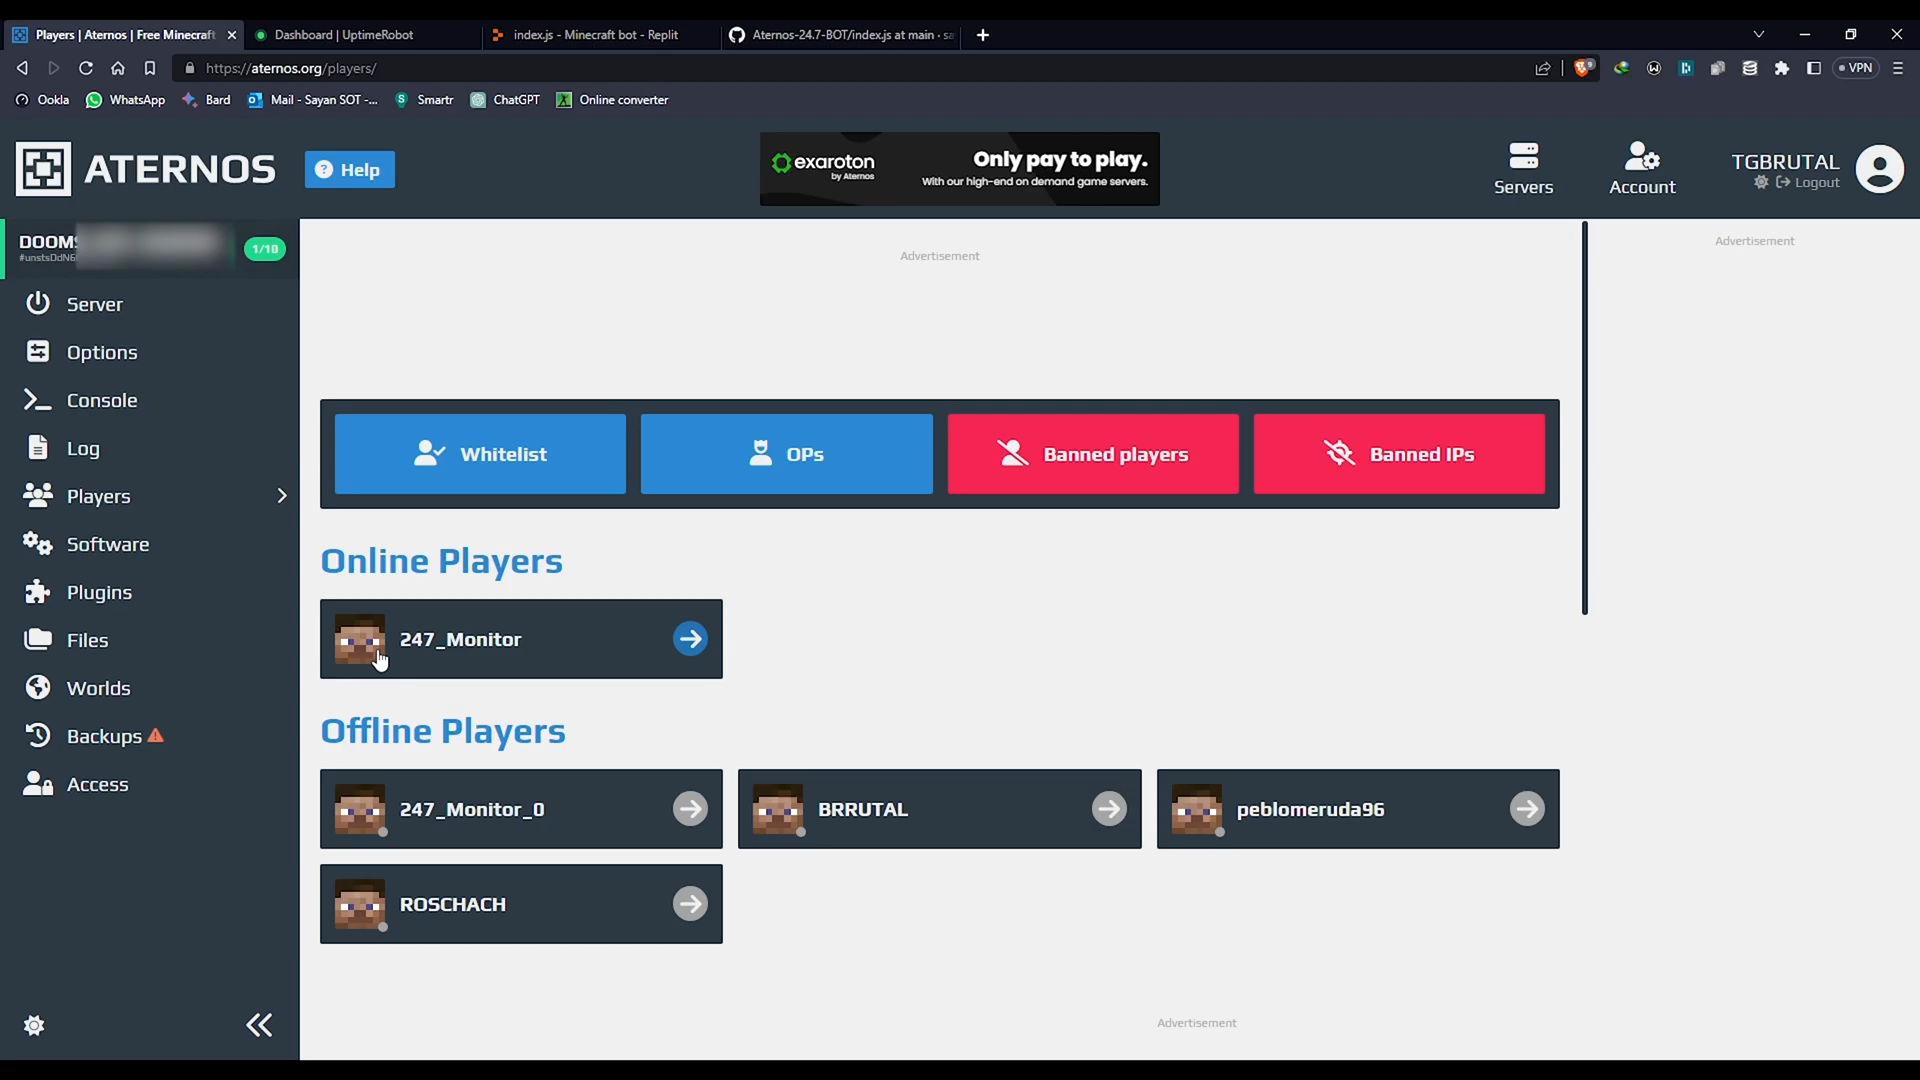 Players | Aternos | Free Minecraft
Dashboard | UptimeRobot
index.js - Minecraft bot - Replit
Aternos-24.7-BOT/index.js at main · sa
https://aternos.org/players/
VPN
Ookla
WhatsApp
Bard
Mail - Sayan SOT -...
Smartr
ChatGPT
Online converter
ATERNOS
Help
exaroton
by Aternos
Only pay to play.
With our high-end on demand game servers.
Servers
Account
TGBRUTAL
Logout
DOOMS
#unstsDdN6
1/10
Server
Options
Console
Log
Players
Software
Plugins
Files
Worlds
Backups
Access
Advertisement
Advertisement
Whitelist
OPs
Banned players
Banned IPs
Online Players
247_Monitor
Offline Players
247_Monitor_0
BRRUTAL
peblomeruda96
ROSCHACH
Advertisement